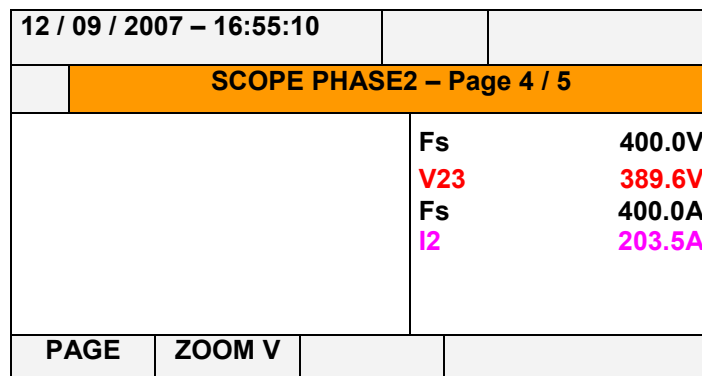 12 / 09 / 2007 – 16:55:10
SCOPE PHASE2 – Page 4 / 5
Fs 400.0V
V23 389.6V
Fs 400.0A
I2 203.5A
PAGE ZOOM V